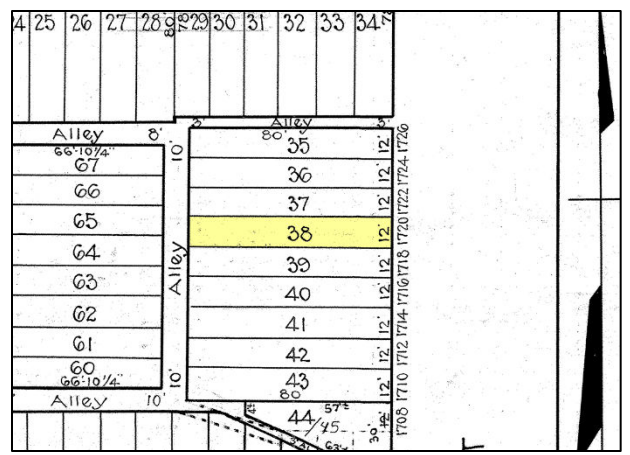 24 25 26 27 28 80' 29 30 31 32 33 34
3' Alley 3'
Alley 8'
66'-10¼" 10' 80' 35 12' 1726
67 36 12' 1724
66 37 12' 1722
65 38 12' 1720
64 Alley 39 12' 1718
63 40 12' 1716
62 41 12' 1714
61 42 12' 1712
60 43 12' 1710
66'-10¼" 10' 80
Alley 10' 44 57 12' 1708
45 30'